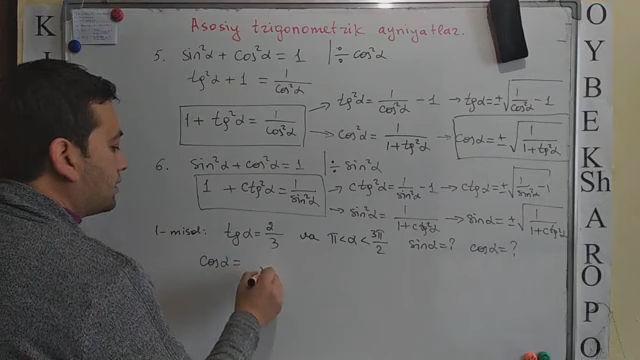 Asosiy trigonometrik ayniyatlar.
5. sin²α + cos²α = 1 | ÷ cos²α
tg²α + 1 = 1/cos²α
1 + tg²α = 1/cos²α → tg²α = 1/cos²α - 1 → tgα = ±√(1/cos²α - 1)
→ cos²α = 1/(1+tg²α) → cosα = ±√(1/(1+tg²α))
6. sin²α + cos²α = 1 | ÷ sin²α
1 + ctg²α = 1/sin²α → ctg²α = 1/sin²α - 1 → ctgα = ±√(1/sin²α - 1)
→ sin²α = 1/(1+ctg²α) → sinα = ±√(1/(1+ctg²α))
1-misol: tgα = 2/3 va π<α<3π/2 sinα=? cosα=?
cosα =
O
Y
B
E
K
Sh
A
R
O
P
O